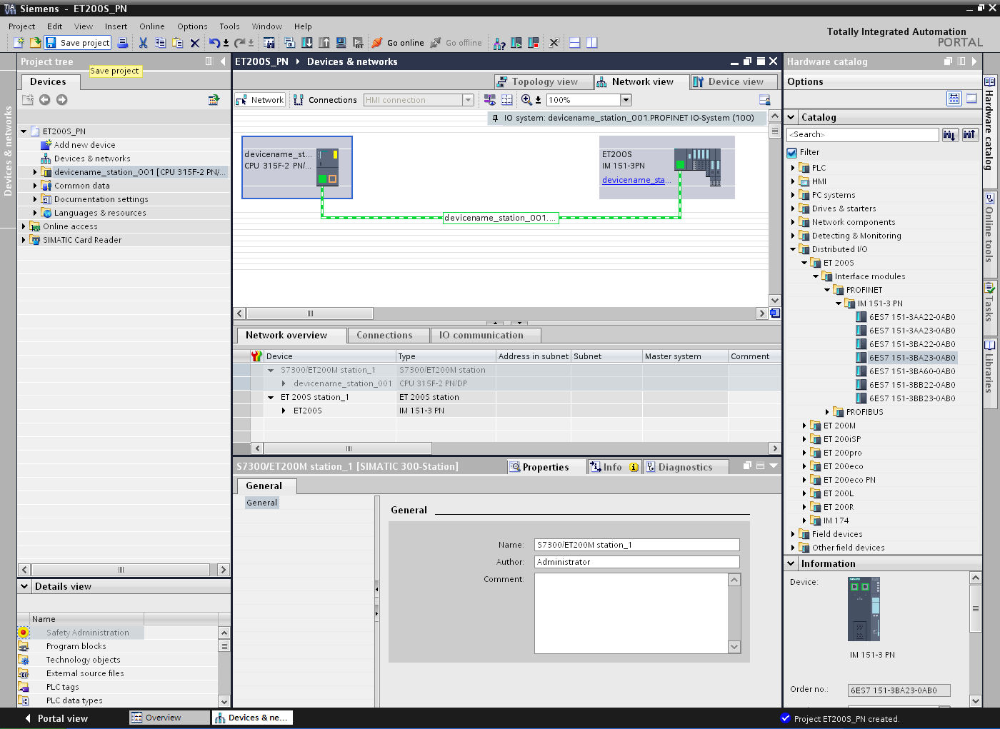 TIA
V11
Siemens - ET200S_PN
Project Edit View Insert Online Options Tools Window Help
Save project
Go online
Go offline
Totally Integrated Automation
PORTAL
Project tree
Save project
Devices
Devices & networks
ET200S_PN
Add new device
Devices & networks
devicename_station_001 [CPU 315F-2 PN/...
Common data
Documentation settings
Languages & resources
Online access
SIMATIC Card Reader
Details view
Name
Safety Administration
Program blocks
Technology objects
External source files
PLC tags
PLC data types
ET200S_PN
Devices & networks
Topology view
Network view
Device view
Network
Connections
HMI connection
100%
IO system: devicename_station_001.PROFINET IO-System (100)
devicename_st...
CPU 315F-2 PN/...
ET200S
IM 151-3PN
devicename_sta...
devicename_station_001....
Network overview
Connections
IO communication
Device Type Address in subnet Subnet Master system Comment
S7300/ET200M station_1 S7300/ET200M station
devicename_station_001 CPU 315F-2 PN/DP
ET 200S station_1 ET 200S station
ET200S IM 151-3 PN
S7300/ET200M station_1 [SIMATIC 300-Station]
Properties
Info
Diagnostics
General
General
General
Name: S7300/ET200M station_1
Author: Administrator
Comment:
Hardware catalog
Options
Catalog
<Search>
Filter
PLC
HMI
PC systems
Drives & starters
Network components
Detecting & Monitoring
Distributed I/O
ET 200S
Interface modules
PROFINET
IM 151-3 PN
6ES7 151-3AA22-0AB0
6ES7 151-3AA23-0AB0
6ES7 151-3BA22-0AB0
6ES7 151-3BA23-0AB0
6ES7 151-3BA60-0AB0
6ES7 151-3BB22-0AB0
6ES7 151-3BB23-0AB0
PROFIBUS
ET 200M
ET 200iSP
ET 200pro
ET 200eco
ET 200eco PN
ET 200L
ET 200R
IM 174
Field devices
Other field devices
Information
Device:
IM 151-3 PN
Order no.: 6ES7 151-3BA23-0AB0
Hardware catalog
Online tools
Tasks
Libraries
Portal view
Overview
Devices & ne...
Project ET200S_PN created.